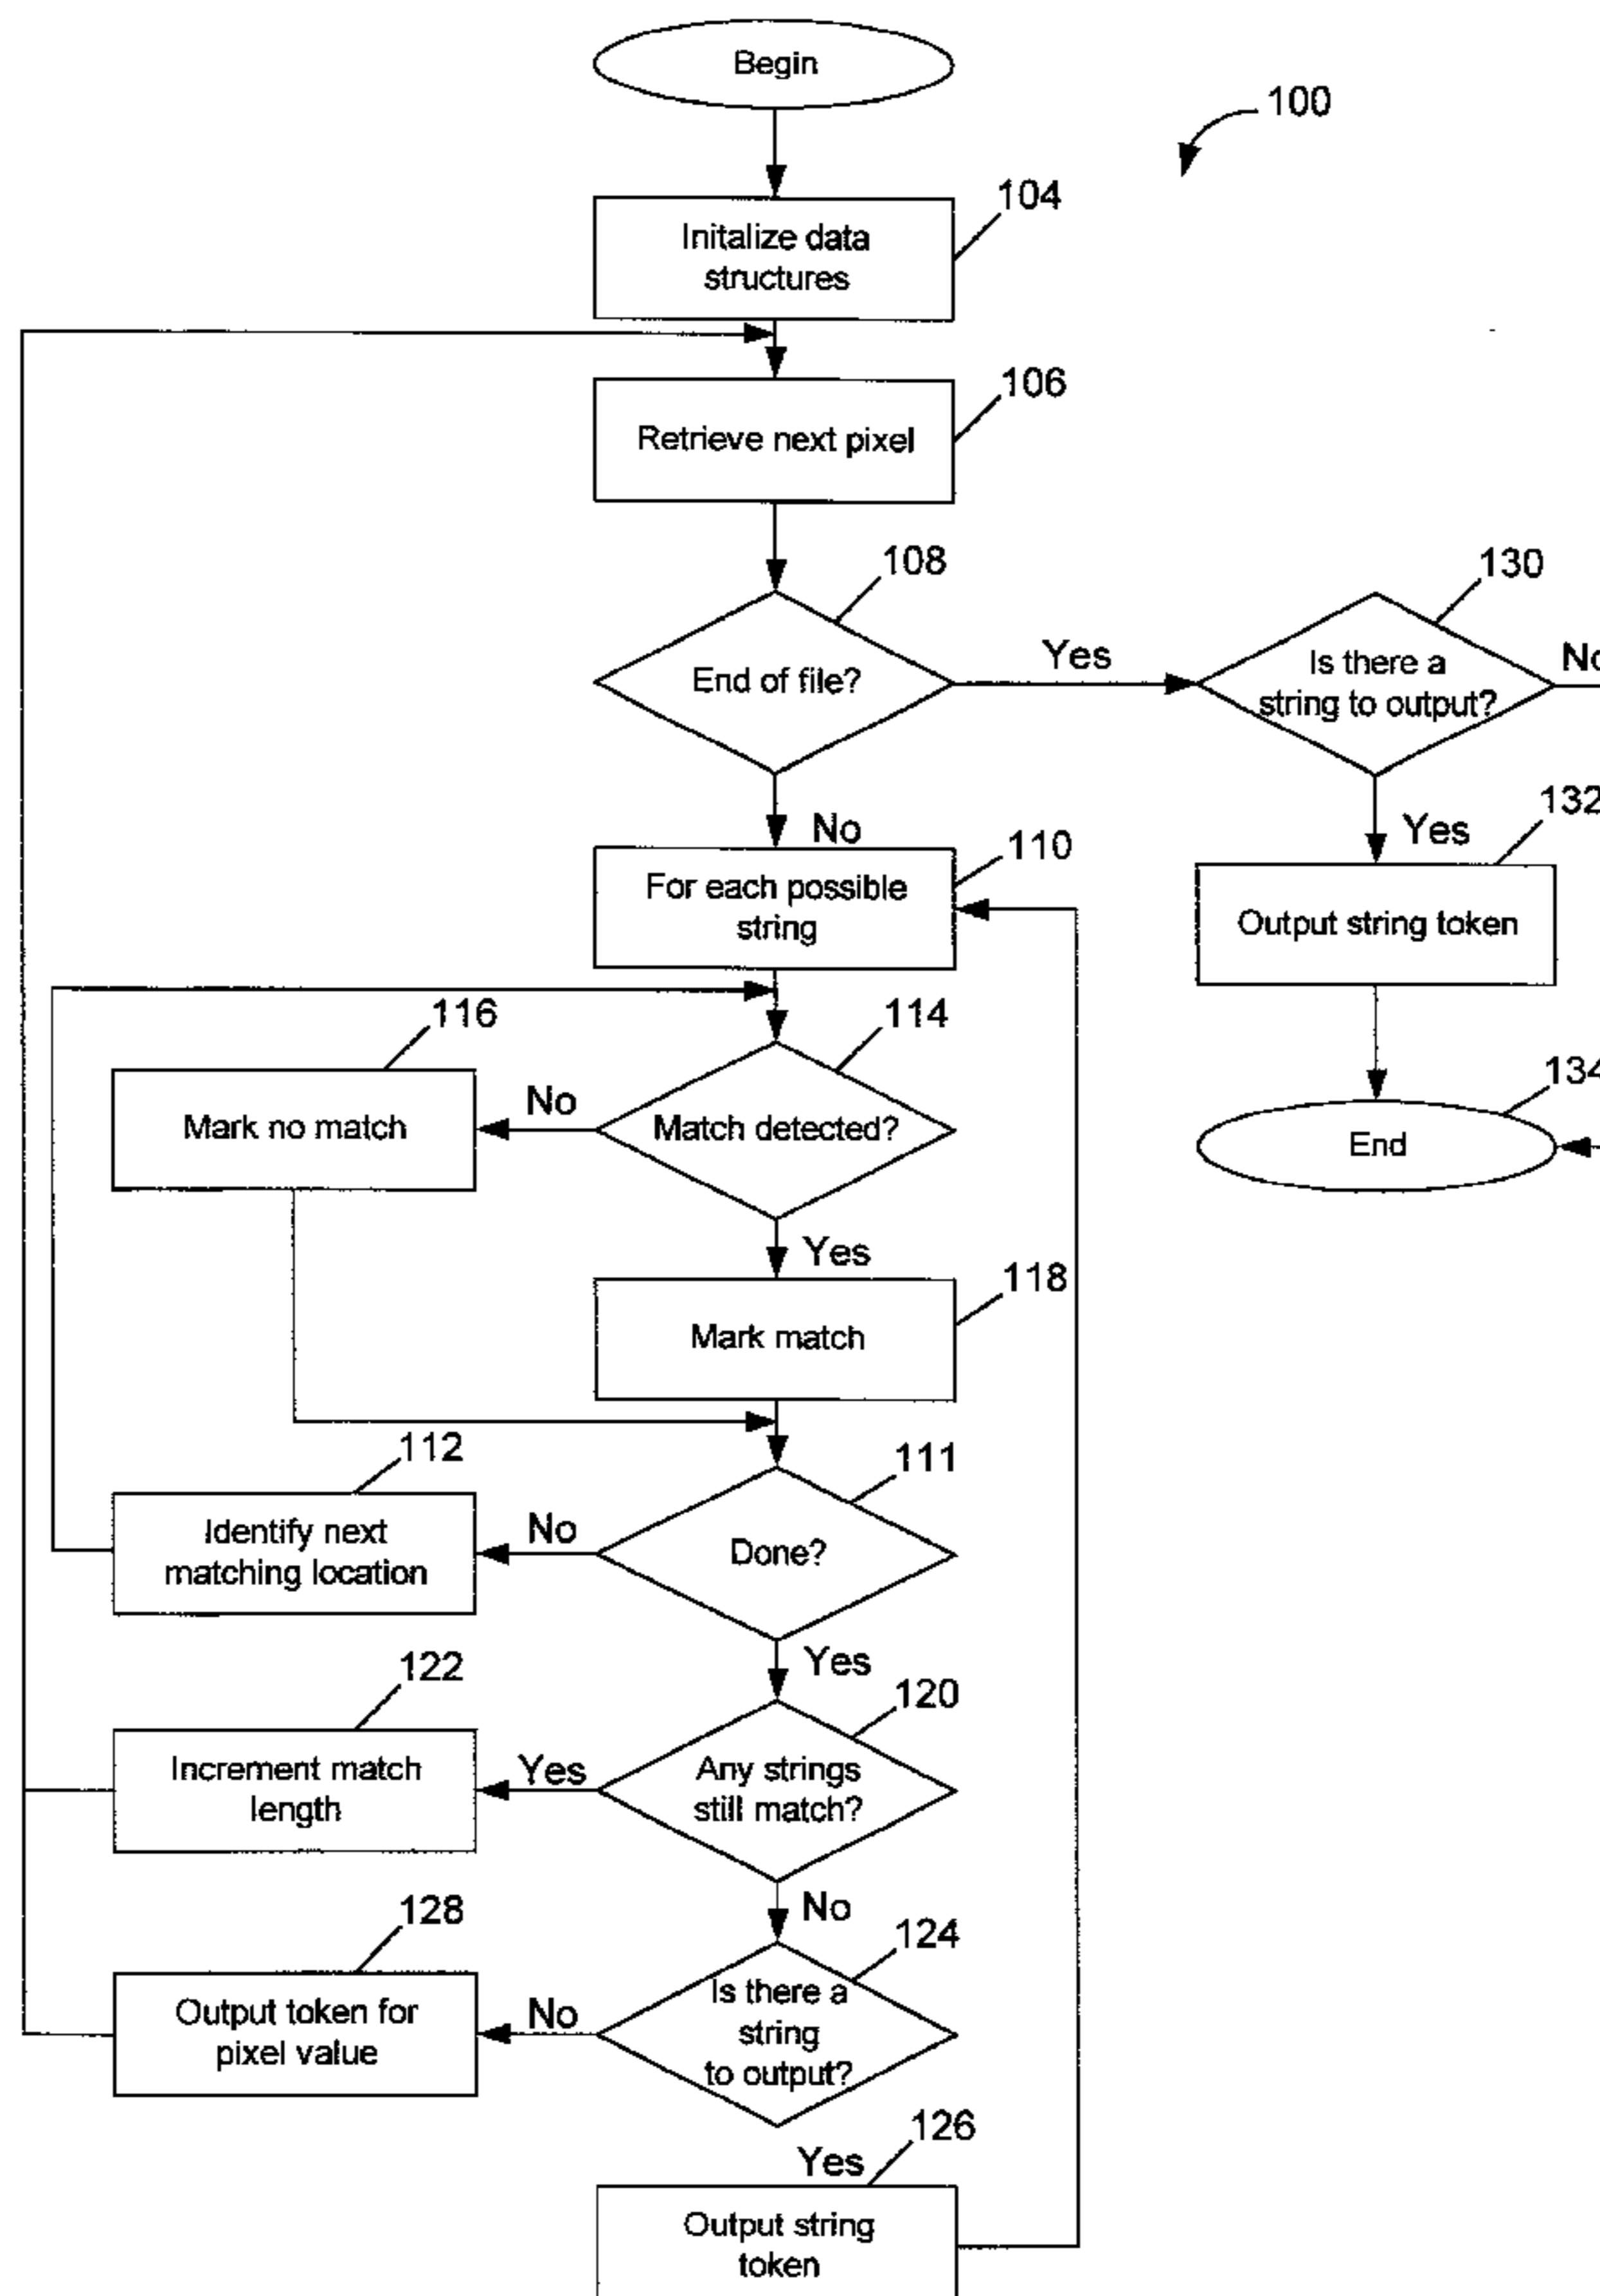 Begin
100
104
Initalize data
structures
106
Retrieve next pixel
108
End of file?
Yes
130
Is there a
string to output?
No
No
110
For each possible
string
Yes
132
Output string token
116
Mark no match
No
114
Match detected?
134
End
Yes
118
Mark match
112
Identify next
matching location
No
111
Done?
Yes
122
Increment match
length
Yes
120
Any strings
still match?
No
128
Output token for
pixel value
No
124
Is there a
string
to output?
Yes
126
Output string
token